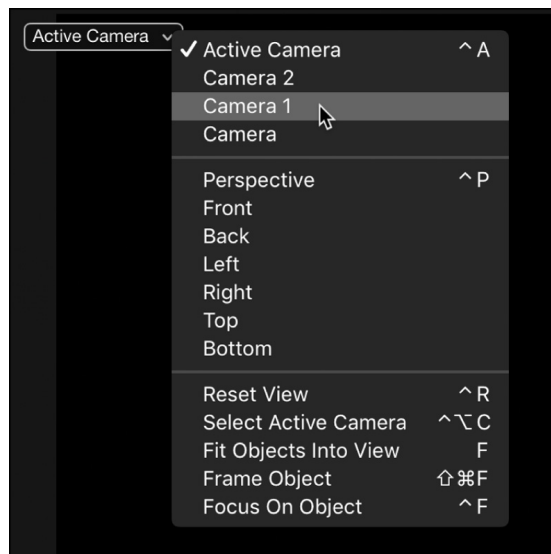 Active Camera
✓ Active Camera ^ A
Camera 2
Camera 1
Camera
Perspective ^ P
Front
Back
Left
Right
Top
Bottom
Reset View ^ R
Select Active Camera ^⌥ C
Fit Objects Into View F
Frame Object ⇧⌘F
Focus On Object ^ F